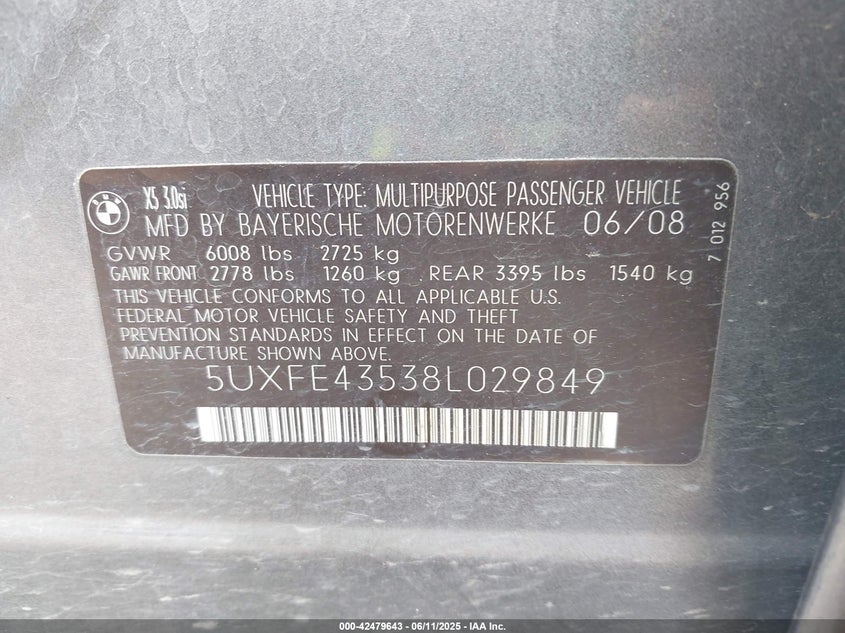 BMW
X5 3.0si VEHICLE TYPE: MULTIPURPOSE PASSENGER VEHICLE
MFD BY BAYERISCHE MOTORENWERKE 06/08
GVWR 6008 lbs 2725 kg
GAWR FRONT 2778 lbs 1260 kg REAR 3395 lbs 1540 kg
THIS VEHICLE CONFORMS TO ALL APPLICABLE U.S.
FEDERAL MOTOR VEHICLE SAFETY AND THEFT
PREVENTION STANDARDS IN EFFECT ON THE DATE OF
MANUFACTURE SHOWN ABOVE.
5UXFE43538L029849
7 012 956
000-42479643 - 06/11/2025 - IAA Inc.